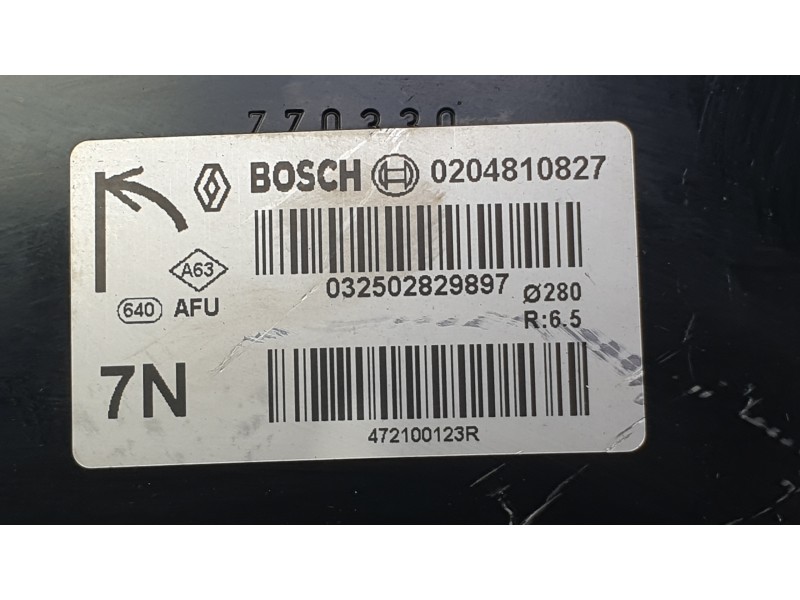 770330
BOSCH 0204810827
A63
032502829897
640 AFU
Ø280
R:6.5
7N
472100123R